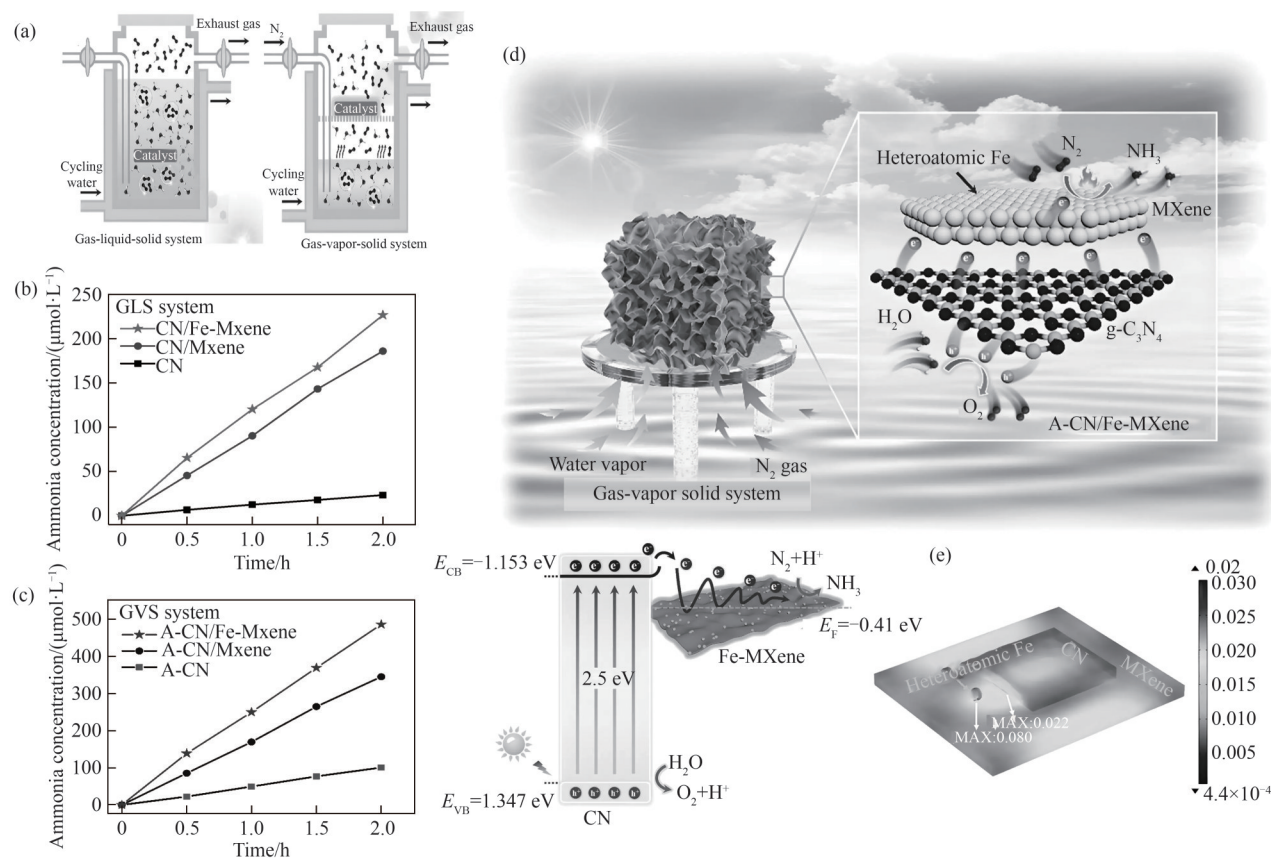 (a)
N₂
Exhaust gas
Exhaust gas
Catalyst
Catalyst
Cycling
water
Cycling
water
Gas-liquid-solid system
Gas-vapor-solid system
(b)
Ammonia concentration/(μmol·L⁻¹)
250
200
150
100
50
0
GLS system
CN/Fe-Mxene
CN/Mxene
CN
0
0.5
1.0
1.5
2.0
Time/h
(c)
Ammonia concentration/(μmol·L⁻¹)
500
400
300
200
100
0
GVS system
A-CN/Fe-Mxene
A-CN/Mxene
A-CN
0
0.5
1.0
1.5
2.0
Time/h
(d)
Heteroatomic Fe
N₂
NH₃
MXene
e⁻ e⁻ e⁻ e⁻ e⁻ e⁻
H₂O
g-C₃N₄
h⁺ h⁺ h⁺
O₂
A-CN/Fe-MXene
Water vapor
N₂ gas
Gas-vapor solid system
E_CB=−1.153 eV
e⁻ e⁻ e⁻ e⁻
e⁻ e⁻ e⁻ e⁻ e⁻
N₂+H⁺
NH₃
E_F=−0.41 eV
Fe-MXene
2.5 eV
H₂O
O₂+H⁺
E_VB=1.347 eV
h⁺ h⁺ h⁺ h⁺
CN
(e)
Heteroatomic Fe
CN
MXene
MAX:0.022
MAX:0.080
▲ 0.02
0.030
0.025
0.020
0.015
0.010
0.005
▼ 4.4×10⁻⁴